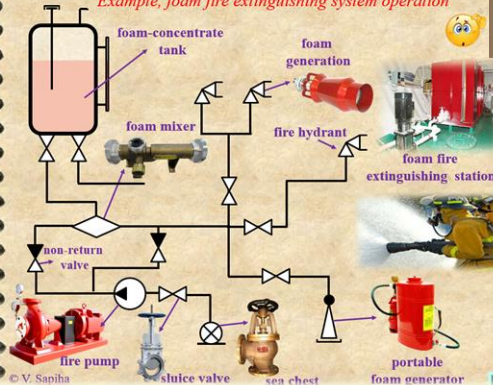 Example, foam fire extinguishing system operation
foam-concentrate
tank
foam
generation
foam mixer
fire hydrant
foam fire
extinguishing station
non-return
valve
fire pump
sluice valve
sea chest
portable
foam generator
© V. Sapiha